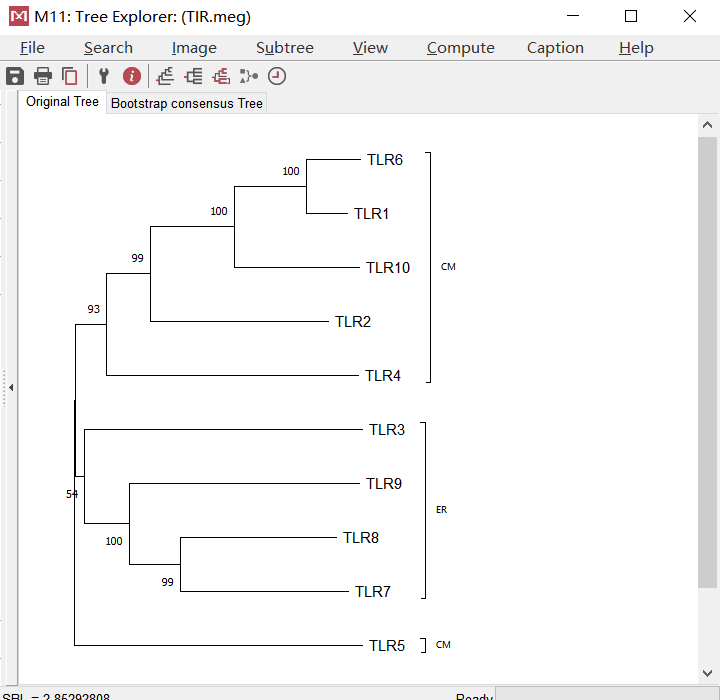 M11: Tree Explorer: (TIR.meg)
File Search Image Subtree View Compute Caption Help
Original Tree Bootstrap consensus Tree
TLR6
100
TLR1
100
TLR10
CM
99
TLR2
93
TLR4
TLR3
TLR9
54
ER
TLR8
100
99
TLR7
TLR5
CM
SBL = 2.86292808 Ready